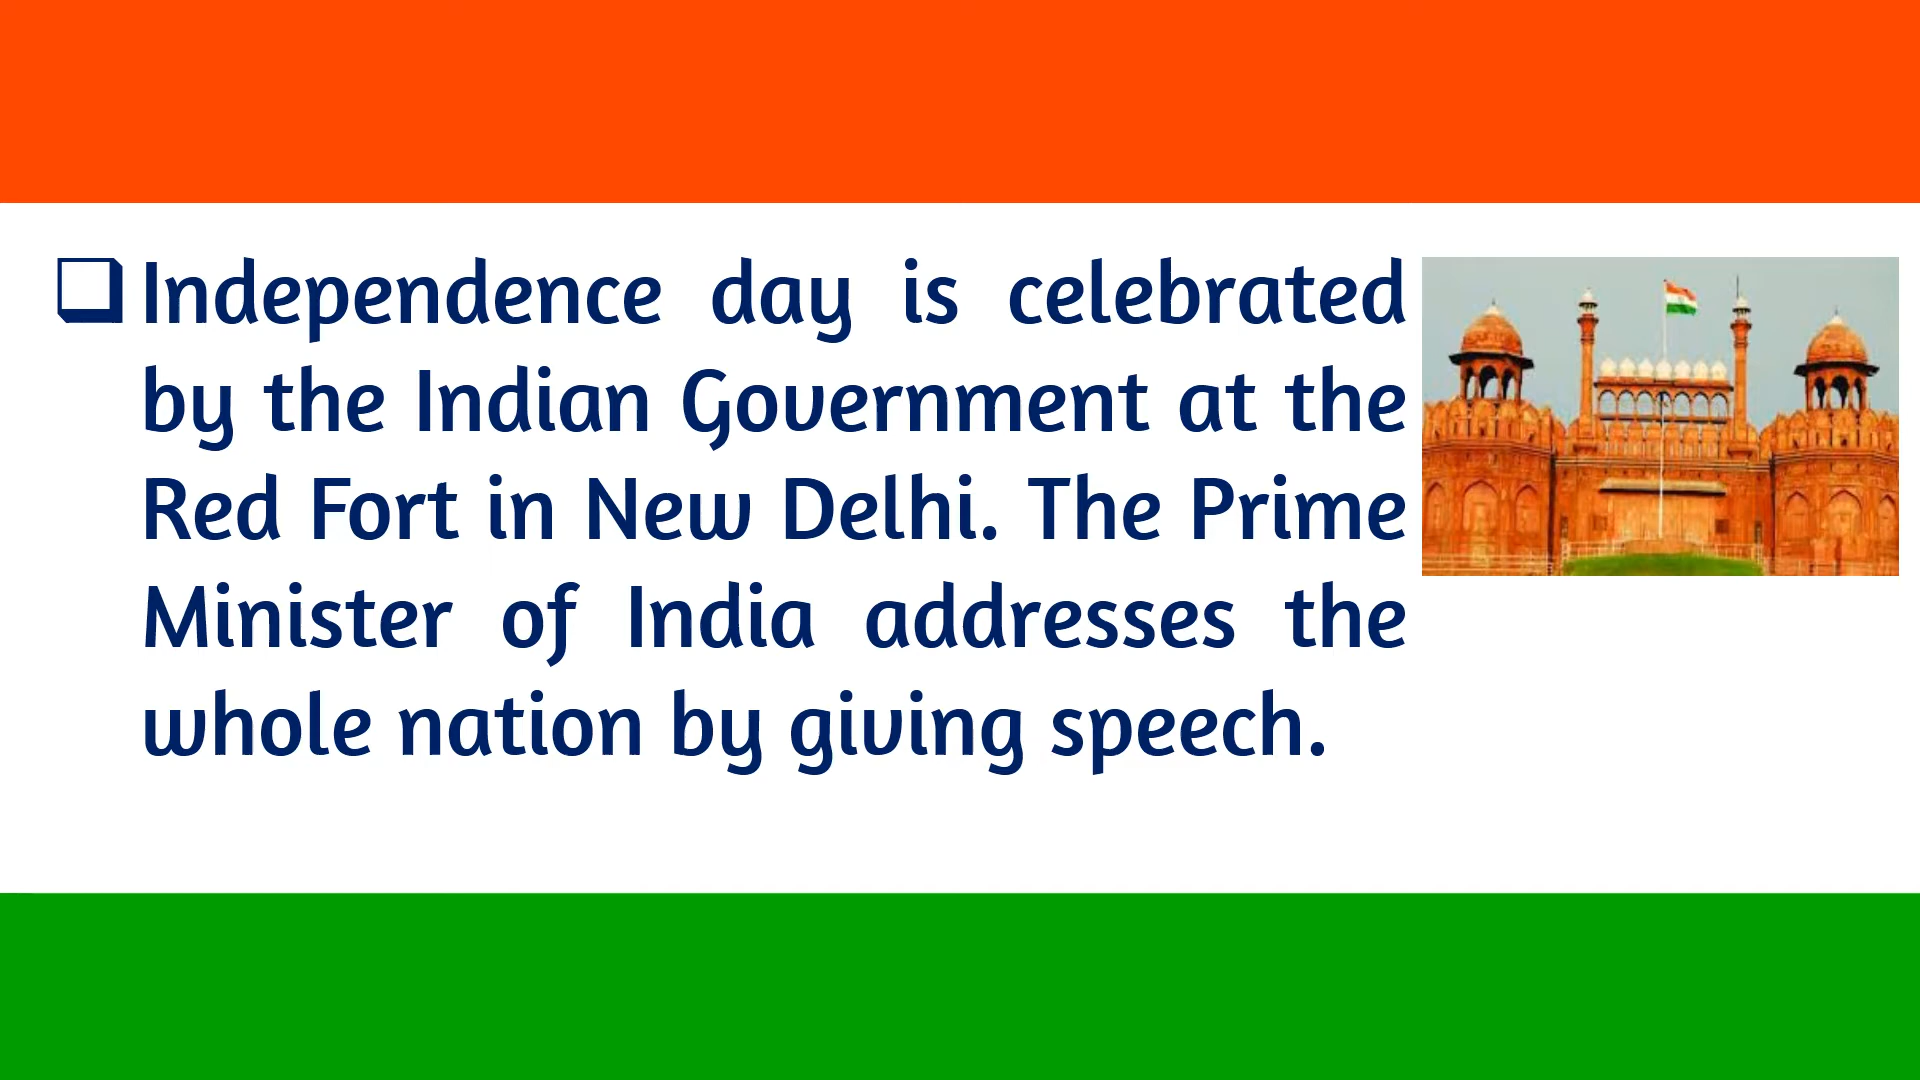 Independence day is celebrated
by the Indian Government at the
Red Fort in New Delhi. The Prime
Minister of India addresses the
whole nation by giving speech.